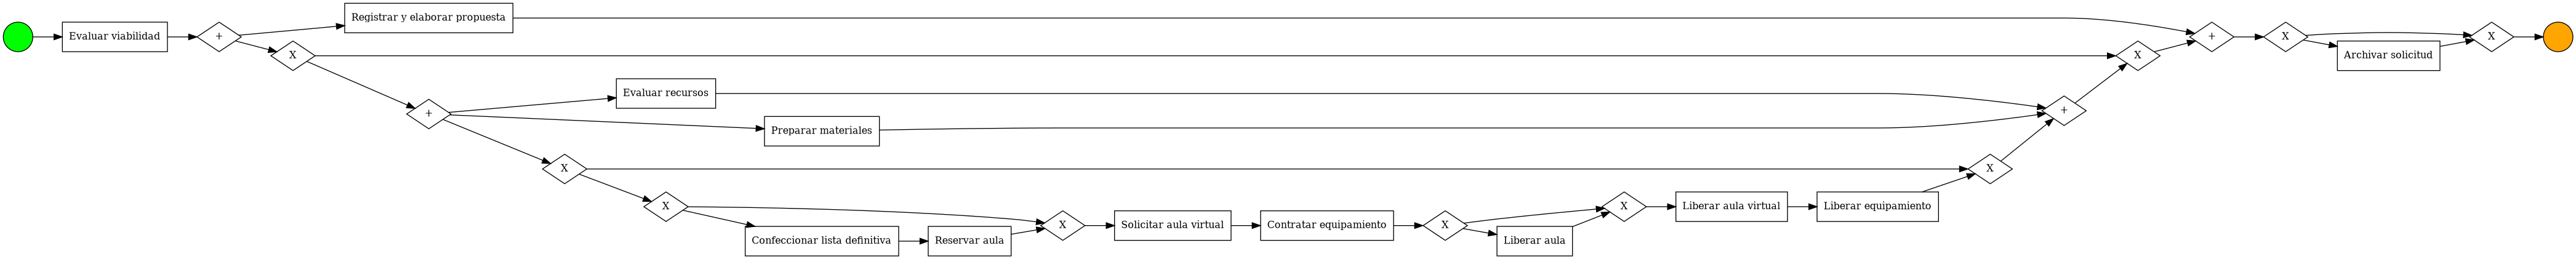 Registrar y elaborar propuesta
Evaluar viabilidad
+
+
X
X
X
X
Archivar solicitud
Evaluar recursos
+
+
Preparar materiales
X
X
X
X
Liberar aula virtual
Liberar equipamiento
X
Solicitar aula virtual
Contratar equipamiento
X
Confeccionar lista definitiva
Reservar aula
Liberar aula